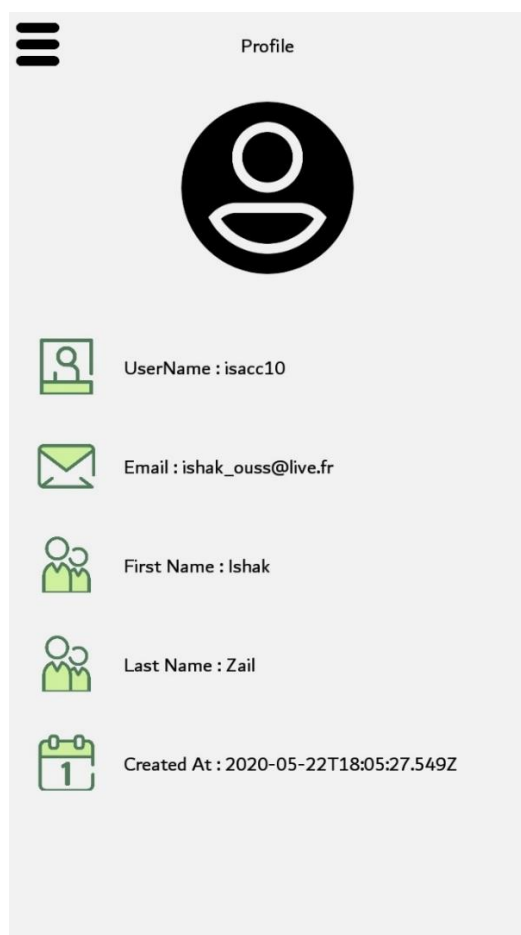 Profile
UserName : isacc10
Email : ishak_ouss@live.fr
First Name : Ishak
Last Name : Zail
1
Created At : 2020-05-22T18:05:27.549Z